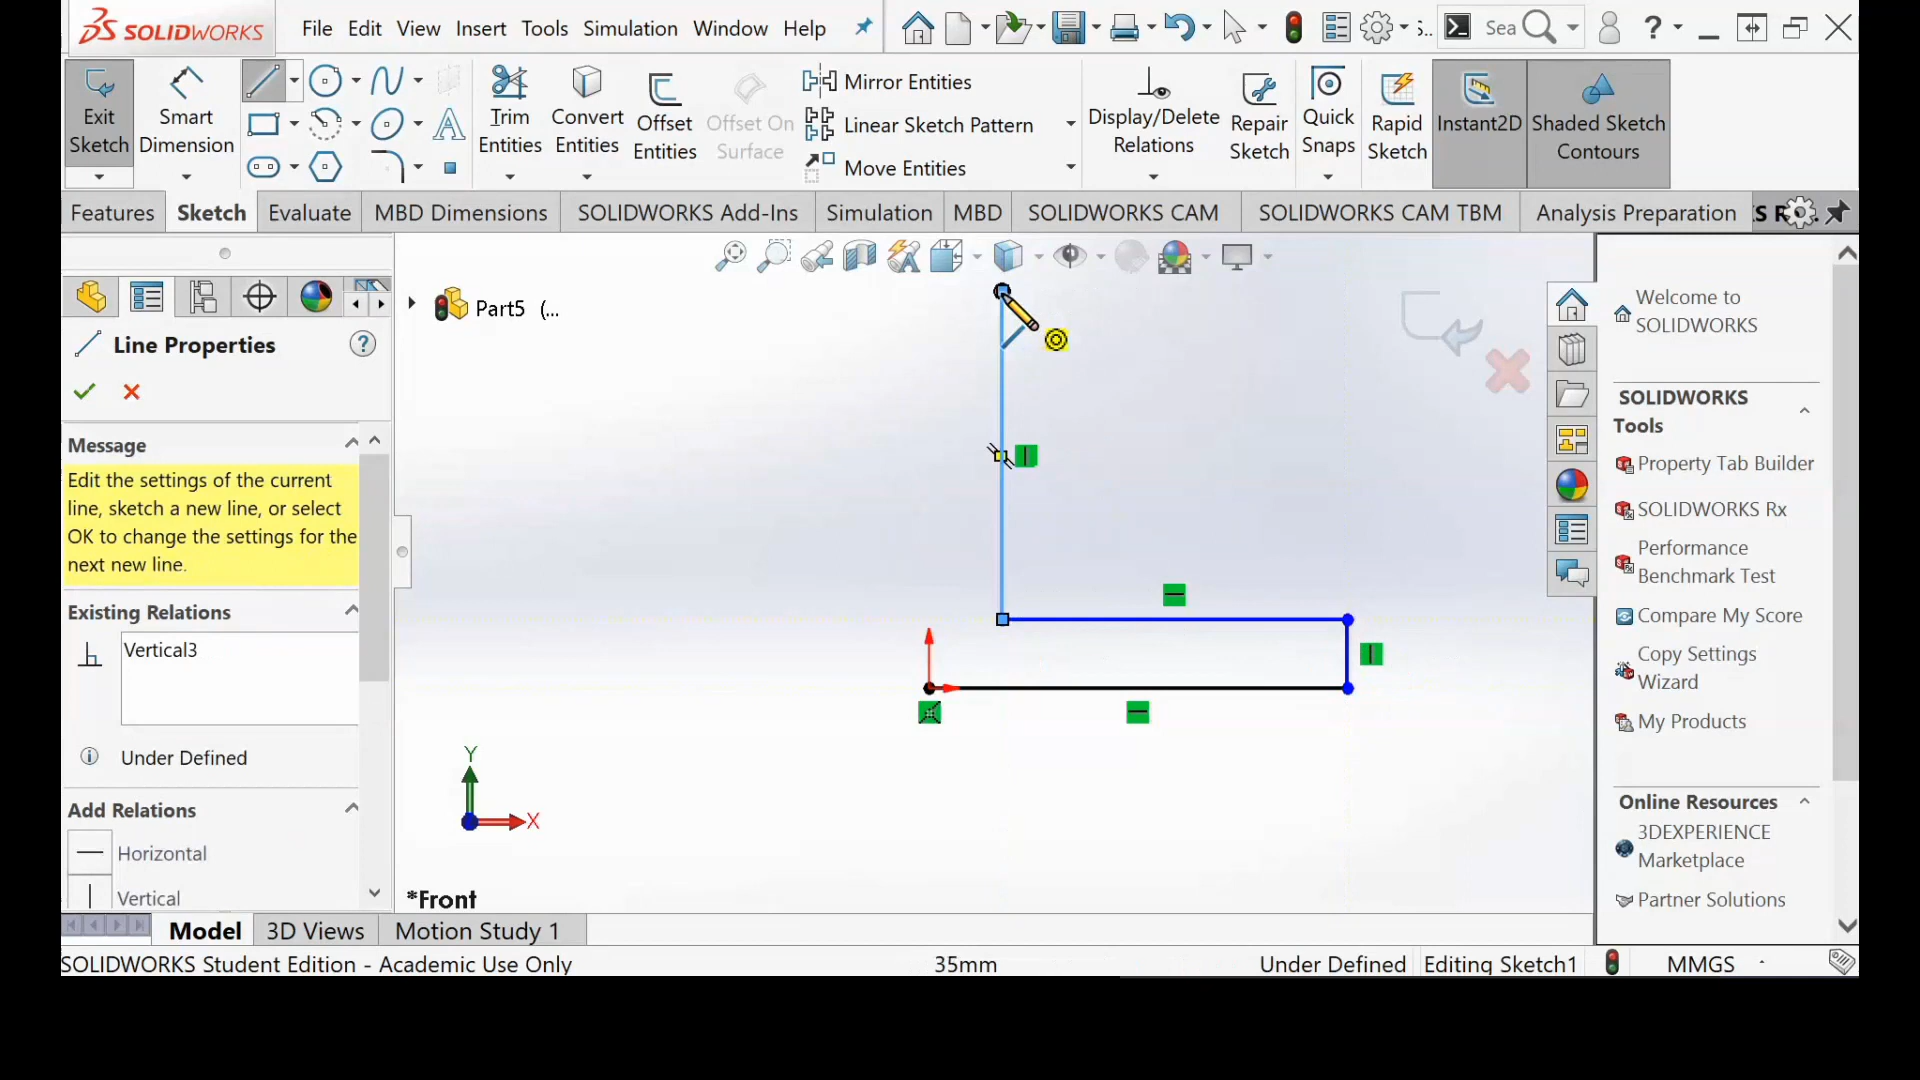 SOLIDWORKS File Edit View Insert Tools Simulation Window Help S.. Sea ?
Exit Sketch
Smart Dimension
Trim Entities
Convert Entities
Offset Entities
Offset On Surface
Mirror Entities
Linear Sketch Pattern
Move Entities
Display/Delete Relations
Repair Sketch
Quick Snaps
Rapid Sketch
Instant2D
Shaded Sketch Contours
Features Sketch Evaluate MBD Dimensions SOLIDWORKS Add-Ins Simulation MBD SOLIDWORKS CAM SOLIDWORKS CAM TBM Analysis Preparation
Part5 (...
Line Properties ?
Message
Edit the settings of the current
line, sketch a new line, or select
OK to change the settings for the
next new line.
Existing Relations
Vertical3
Under Defined
Add Relations
Horizontal
Vertical
Y
X
*Front
Welcome to
SOLIDWORKS
SOLIDWORKS
Tools
Property Tab Builder
SOLIDWORKS Rx
Performance
Benchmark Test
Compare My Score
Copy Settings
Wizard
My Products
Online Resources
3DEXPERIENCE
Marketplace
Partner Solutions
Model 3D Views Motion Study 1
SOLIDWORKS Student Edition - Academic Use Only 35mm Under Defined Editing Sketch1 MMGS